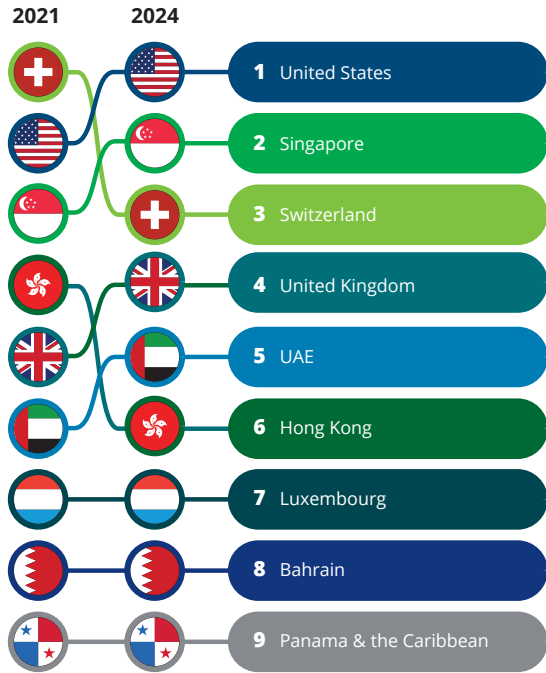 2021 2024
1 United States
2 Singapore
3 Switzerland
4 United Kingdom
5 UAE
6 Hong Kong
7 Luxembourg
8 Bahrain
9 Panama & the Caribbean